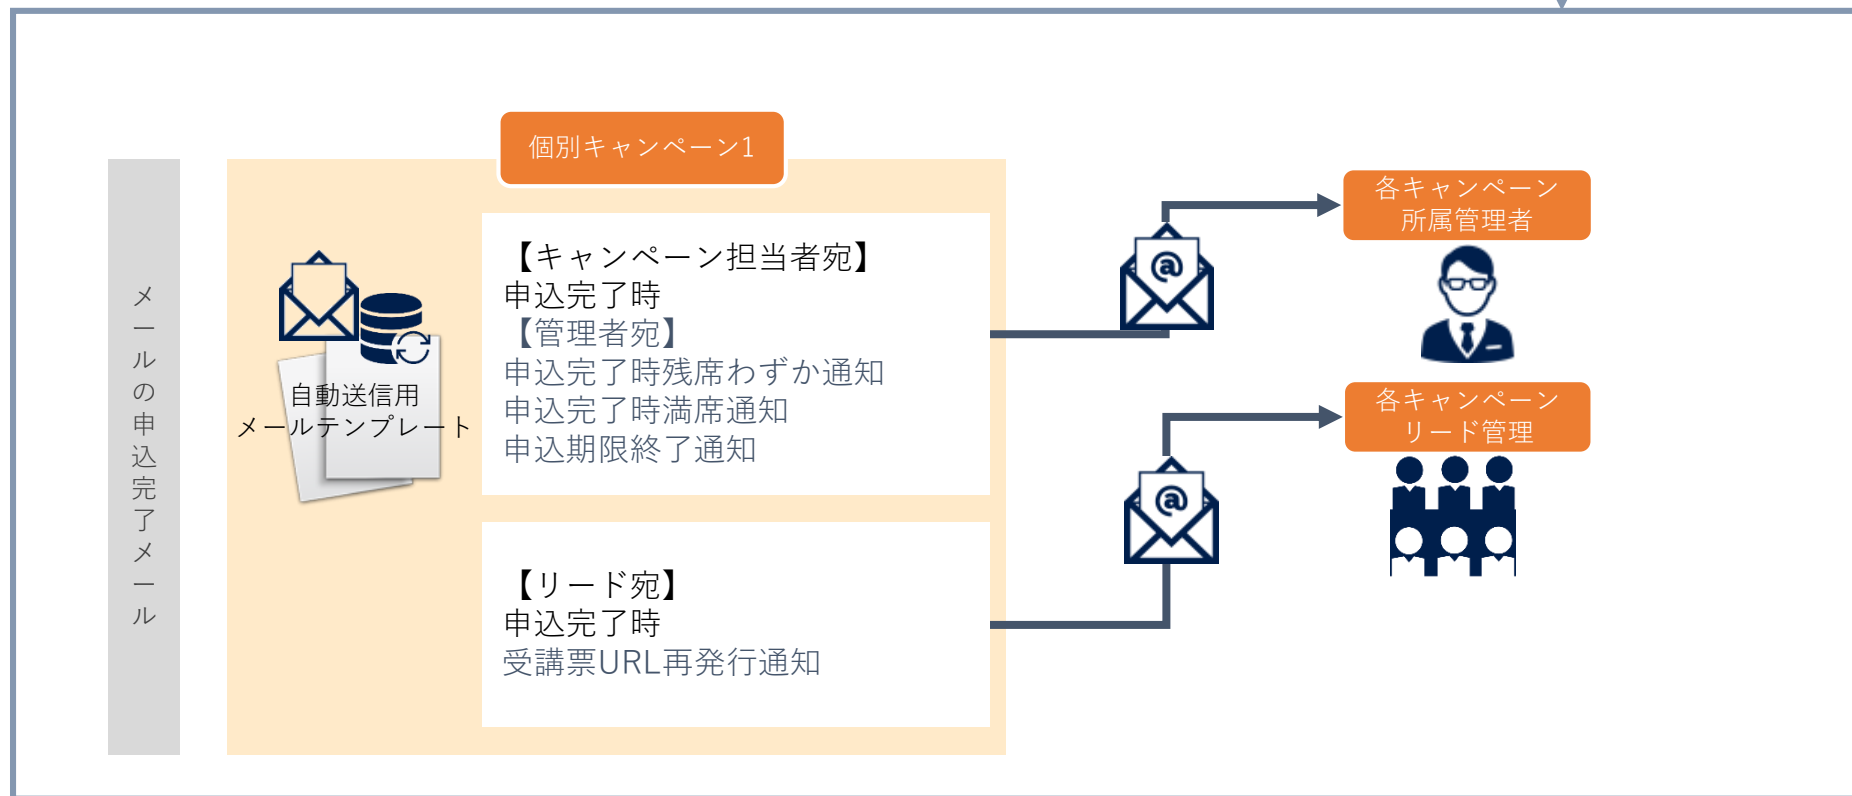 個別キャンペーン1
メールの申込完了メール
自動送信用
メールテンプレート
【キャンペーン担当者宛】
申込完了時
【管理者宛】
申込完了時残席わずか通知
申込完了時満席通知
申込期限終了通知
【リード宛】
申込完了時
受講票URL再発行通知
各キャンペーン
所属管理者
各キャンペーン
リード管理